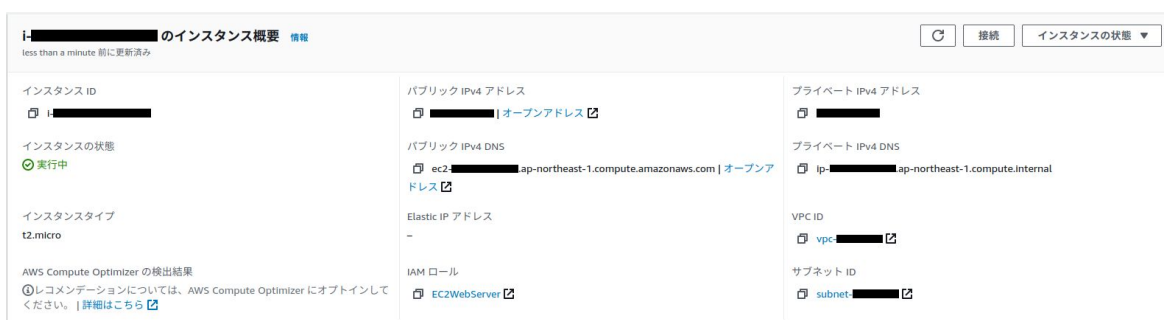 i- のインスタンス概要 情報
less than a minute 前に更新済み
接続
インスタンスの状態 ▼
インスタンス ID
i-
パブリック IPv4 アドレス
| オープンアドレス
プライベート IPv4 アドレス
インスタンスの状態
実行中
パブリック IPv4 DNS
ec2- .ap-northeast-1.compute.amazonaws.com | オープンア
ドレス
プライベート IPv4 DNS
ip- .ap-northeast-1.compute.internal
インスタンスタイプ
t2.micro
Elastic IP アドレス
–
VPC ID
vpc-
AWS Compute Optimizer の検出結果
レコメンデーションについては、AWS Compute Optimizer にオプトインして
ください。 | 詳細はこちら
IAM ロール
EC2WebServer
サブネット ID
subnet-